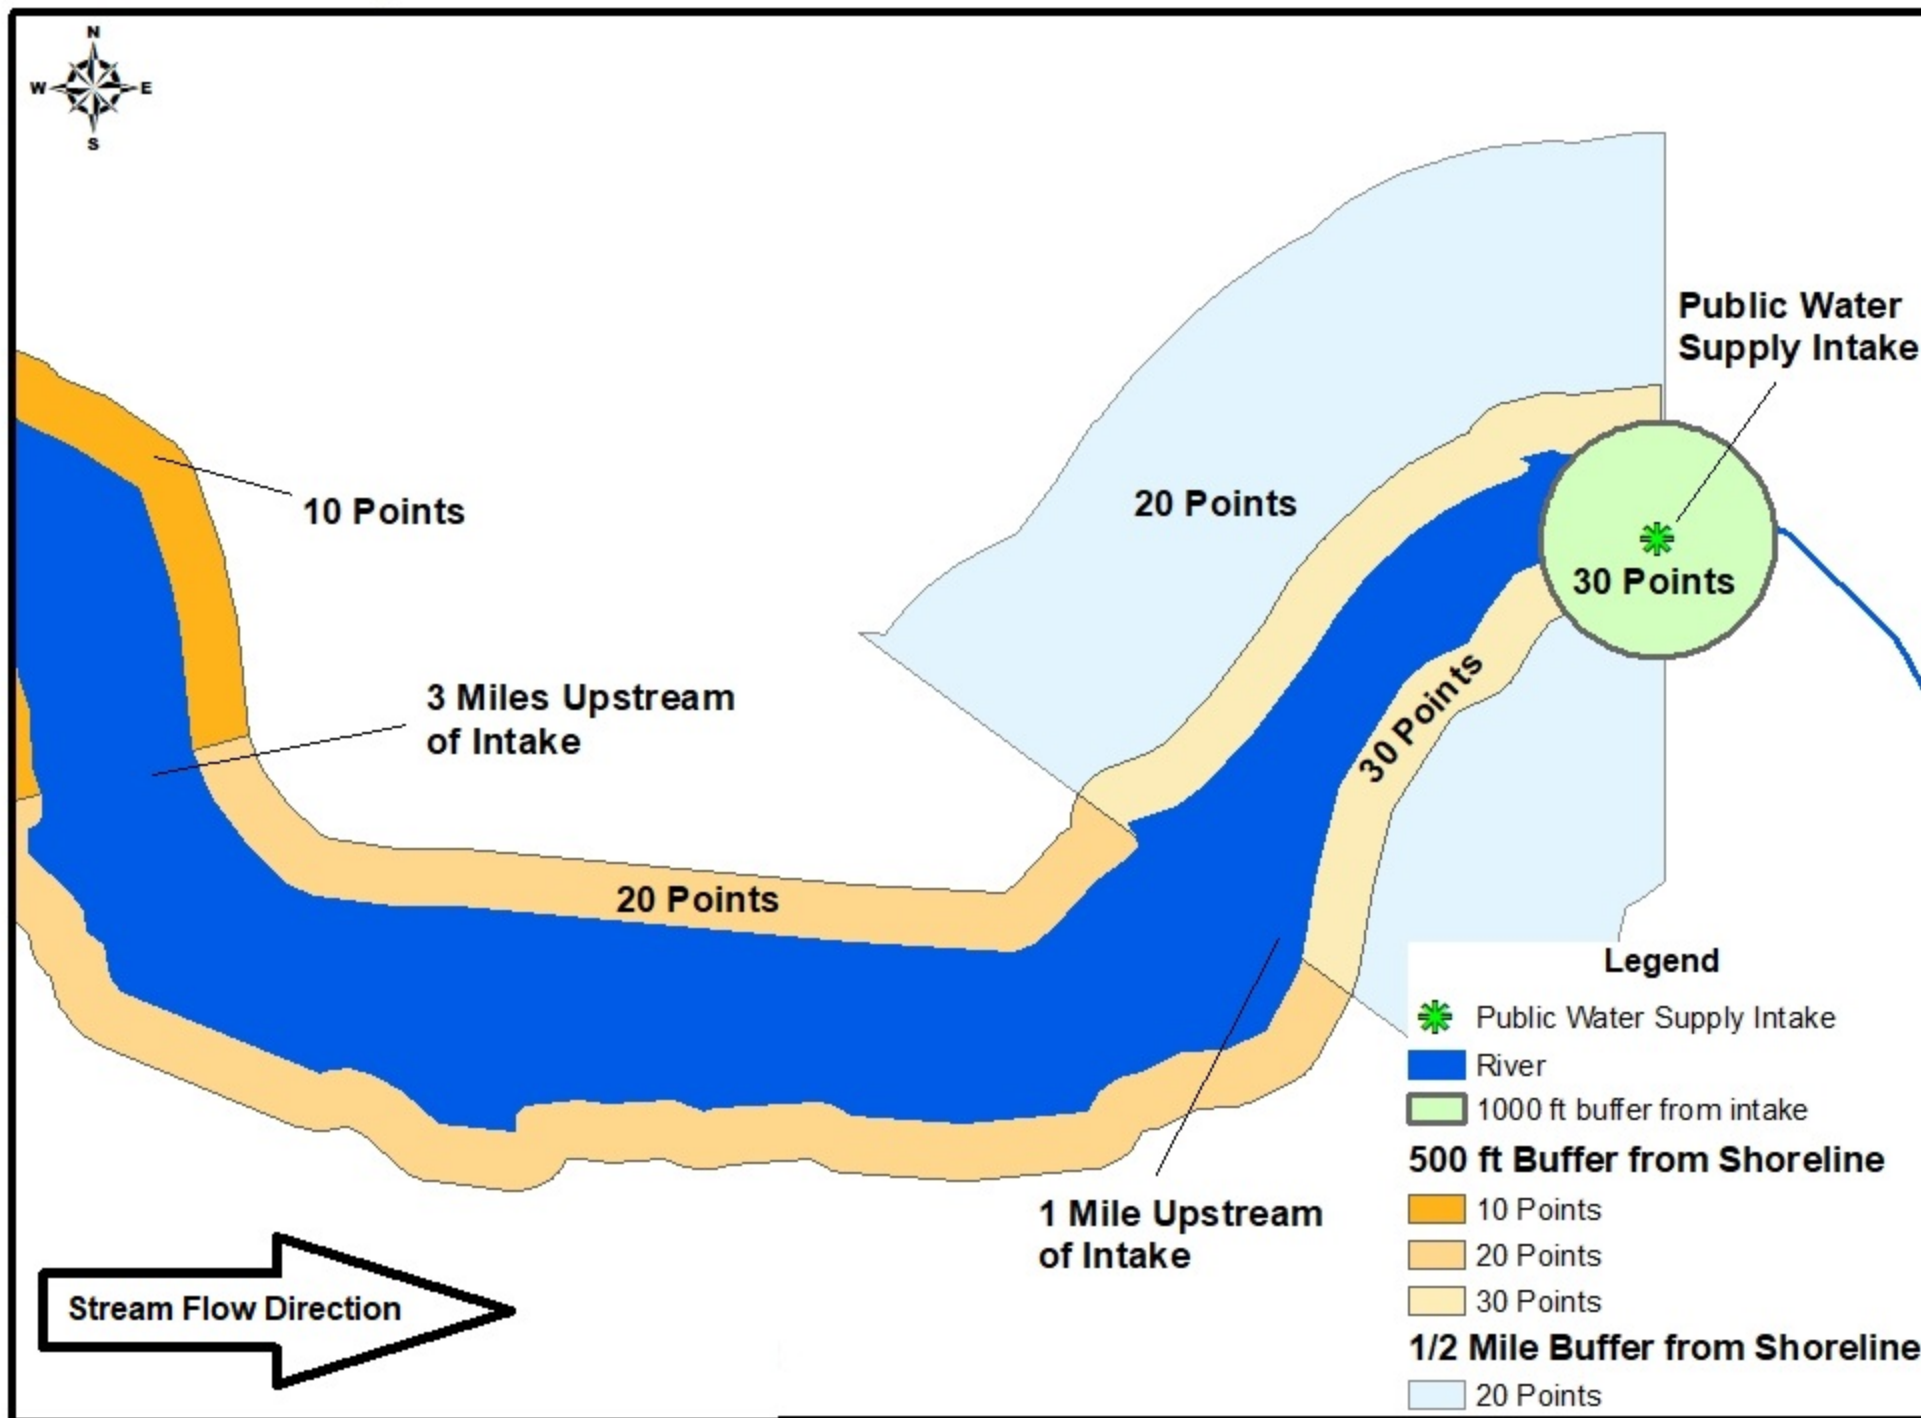 N
W E
S
Public Water
Supply Intake
10 Points
20 Points
30 Points
3 Miles Upstream
of Intake
30 Points
20 Points
1 Mile Upstream
of Intake
Stream Flow Direction
Legend
Public Water Supply Intake
River
1000 ft buffer from intake
500 ft Buffer from Shoreline
10 Points
20 Points
30 Points
1/2 Mile Buffer from Shoreline
20 Points